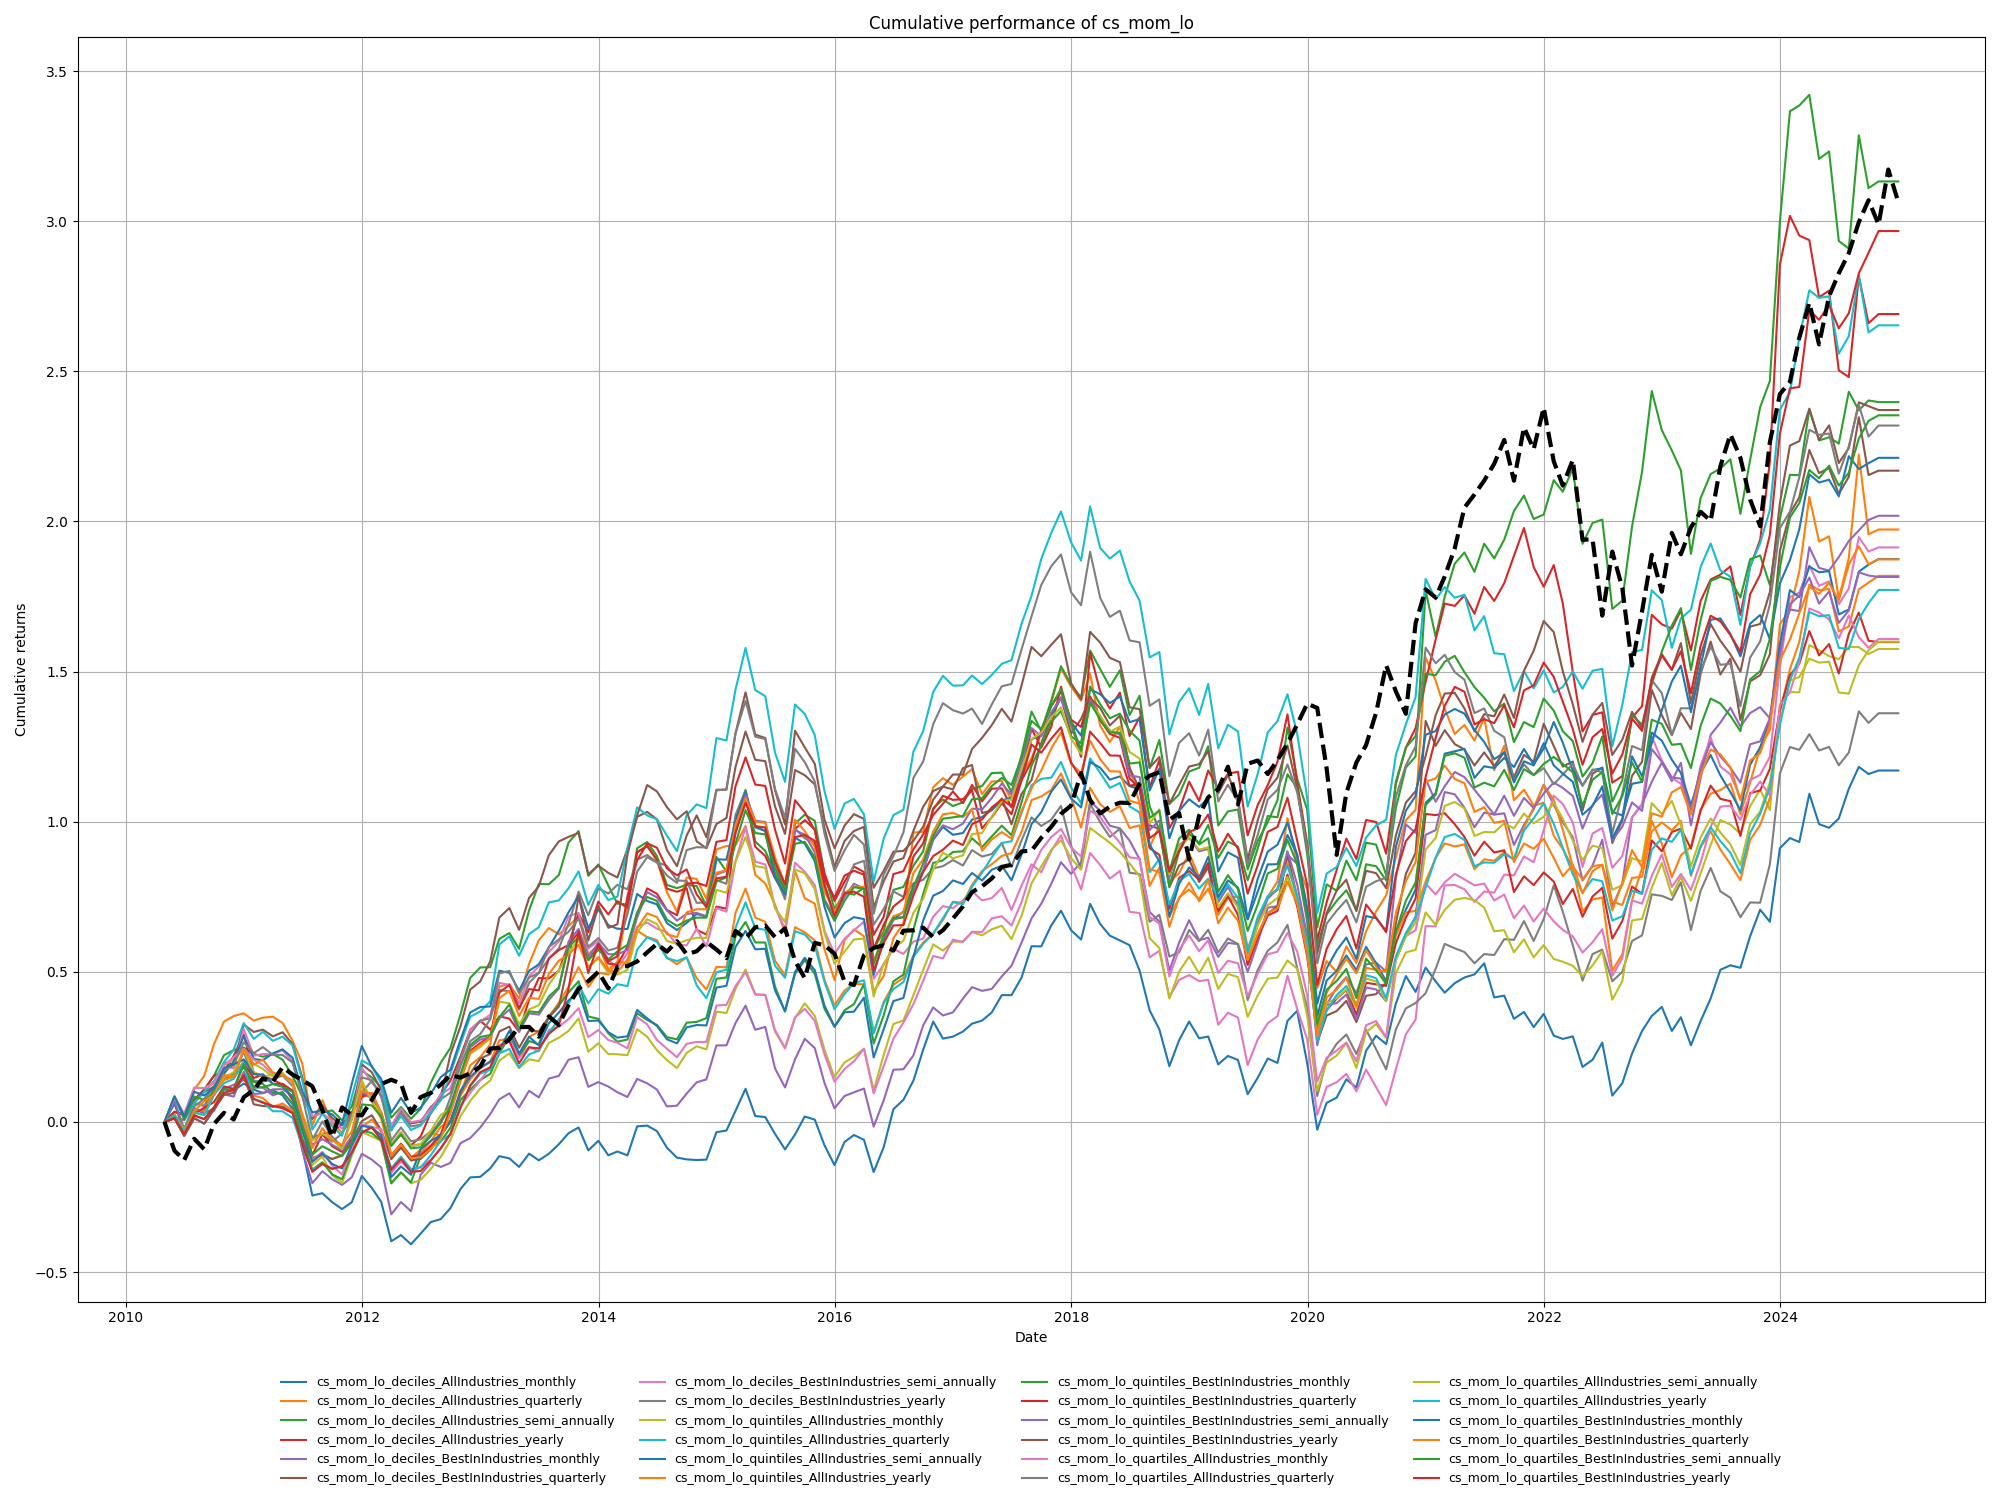 Cumulative performance of cs_mom_lo
3.5
3.0
2.5
2.0
1.5
1.0
0.5
0.0
−0.5
Cumulative returns
2010 2012 2014 2016 2018 2020 2022 2024
Date
cs_mom_lo_deciles_AllIndustries_monthly
cs_mom_lo_deciles_AllIndustries_quarterly
cs_mom_lo_deciles_AllIndustries_semi_annually
cs_mom_lo_deciles_AllIndustries_yearly
cs_mom_lo_deciles_BestInIndustries_monthly
cs_mom_lo_deciles_BestInIndustries_quarterly
cs_mom_lo_deciles_BestInIndustries_semi_annually
cs_mom_lo_deciles_BestInIndustries_yearly
cs_mom_lo_quintiles_AllIndustries_monthly
cs_mom_lo_quintiles_AllIndustries_quarterly
cs_mom_lo_quintiles_AllIndustries_semi_annually
cs_mom_lo_quintiles_AllIndustries_yearly
cs_mom_lo_quintiles_BestInIndustries_monthly
cs_mom_lo_quintiles_BestInIndustries_quarterly
cs_mom_lo_quintiles_BestInIndustries_semi_annually
cs_mom_lo_quintiles_BestInIndustries_yearly
cs_mom_lo_quartiles_AllIndustries_monthly
cs_mom_lo_quartiles_AllIndustries_quarterly
cs_mom_lo_quartiles_AllIndustries_semi_annually
cs_mom_lo_quartiles_AllIndustries_yearly
cs_mom_lo_quartiles_BestInIndustries_monthly
cs_mom_lo_quartiles_BestInIndustries_quarterly
cs_mom_lo_quartiles_BestInIndustries_semi_annually
cs_mom_lo_quartiles_BestInIndustries_yearly